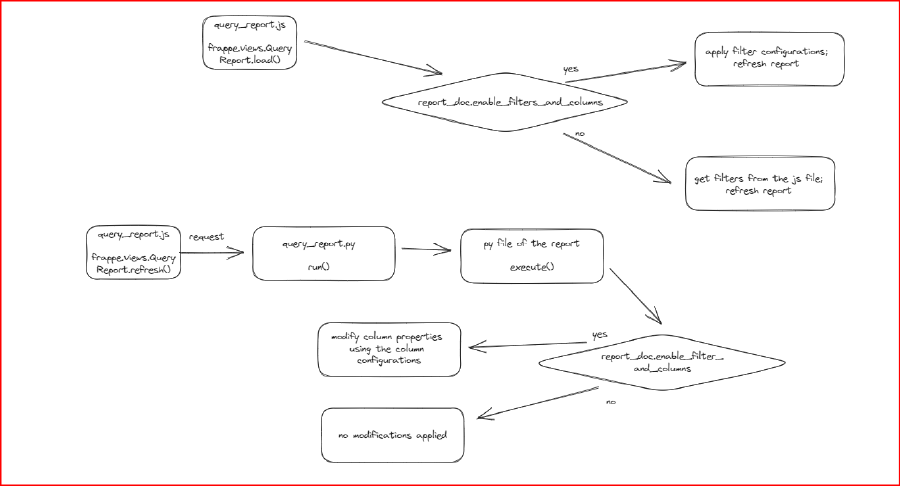 query_report.js
frappe.views.Query
Report.load()
yes
apply filter configurations;
refresh report
report_doc.enable_filters_and_columns
no
get filters from the js file;
refresh report
query_report.js
frappe.views.Query
Report.refresh()
request
query_report.py
run()
py file of the report
execute()
modify column properties
using the column
configurations
yes
report_doc.enable_filter_
and_columns
no
no modifications applied